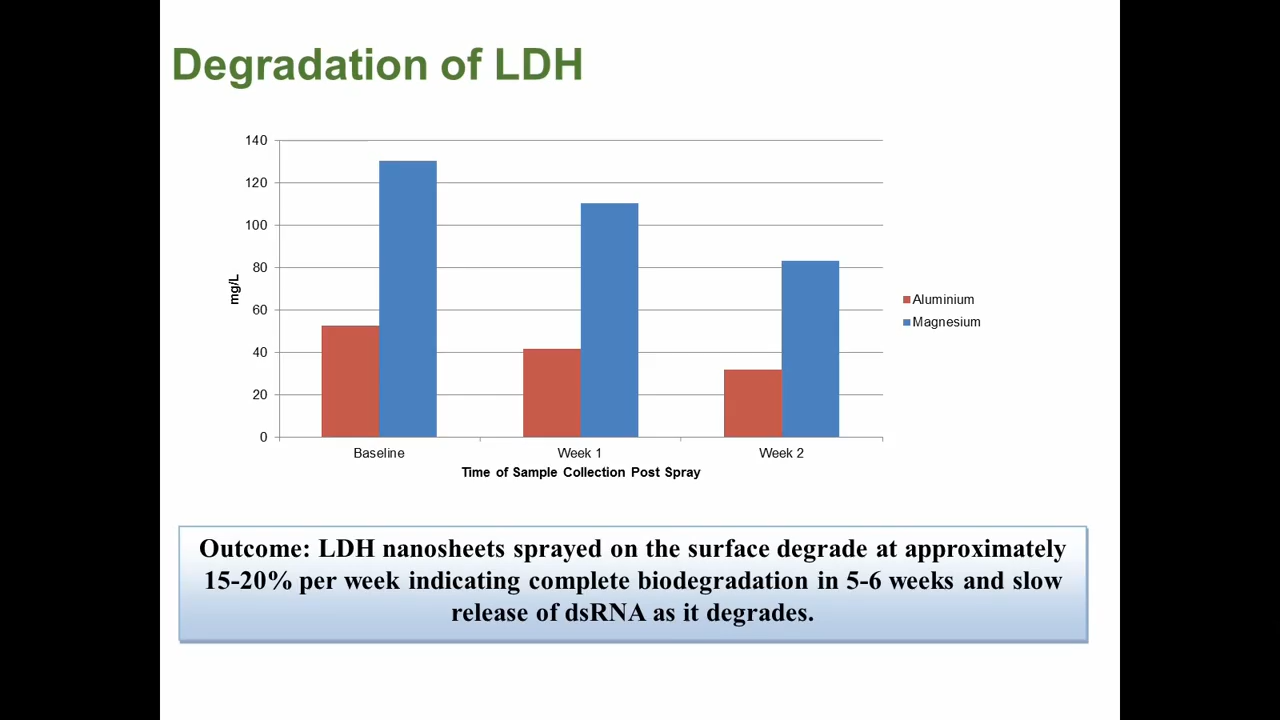 Degradation of LDH
140
120
100
80
60
40
20
0
mg/L
Baseline
Week 1
Week 2
Time of Sample Collection Post Spray
Aluminium
Magnesium
Outcome: LDH nanosheets sprayed on the surface degrade at approximately
15-20% per week indicating complete biodegradation in 5-6 weeks and slow
release of dsRNA as it degrades.